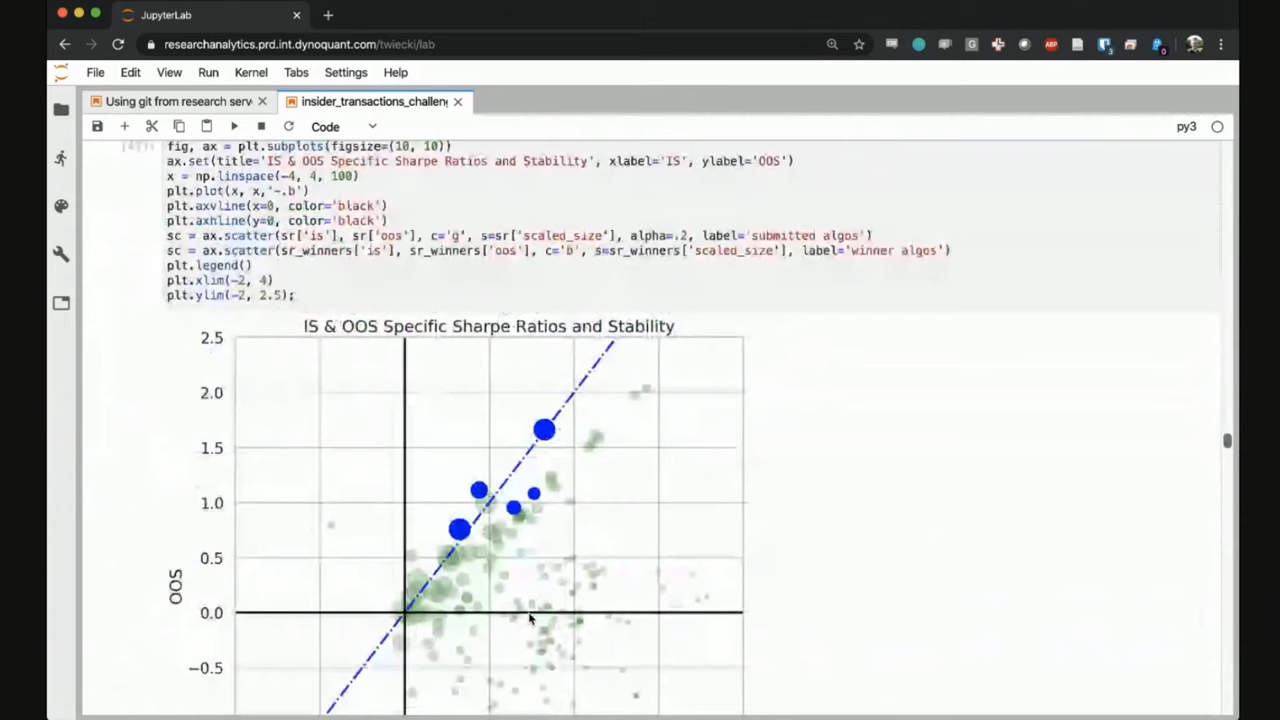 JupyterLab
researchanalytics.prd.int.dynoquant.com/twiecki/lab
File Edit View Run Kernel Tabs Settings Help
Using git from research serv
insider_transactions_challen
Code
py3
fig, ax = plt.subplots(figsize=(10, 10))
ax.set(title='IS & OOS Specific Sharpe Ratios and Stability', xlabel='IS', ylabel='OOS')
x = np.linspace(-4, 4, 100)
plt.plot(x, x,'-.b')
plt.axvline(x=0, color='black')
plt.axhline(y=0, color='black')
sc = ax.scatter(sr['is'], sr['oos'], c='g', s=sr['scaled_size'], alpha=.2, label='submitted algos')
sc = ax.scatter(sr_winners['is'], sr_winners['oos'], c='b', s=sr_winners['scaled_size'], label='winner algos')
plt.legend()
plt.xlim(-2, 4)
plt.ylim(-2, 2.5);
IS & OOS Specific Sharpe Ratios and Stability
2.5
2.0
1.5
1.0
0.5
OOS
0.0
−0.5